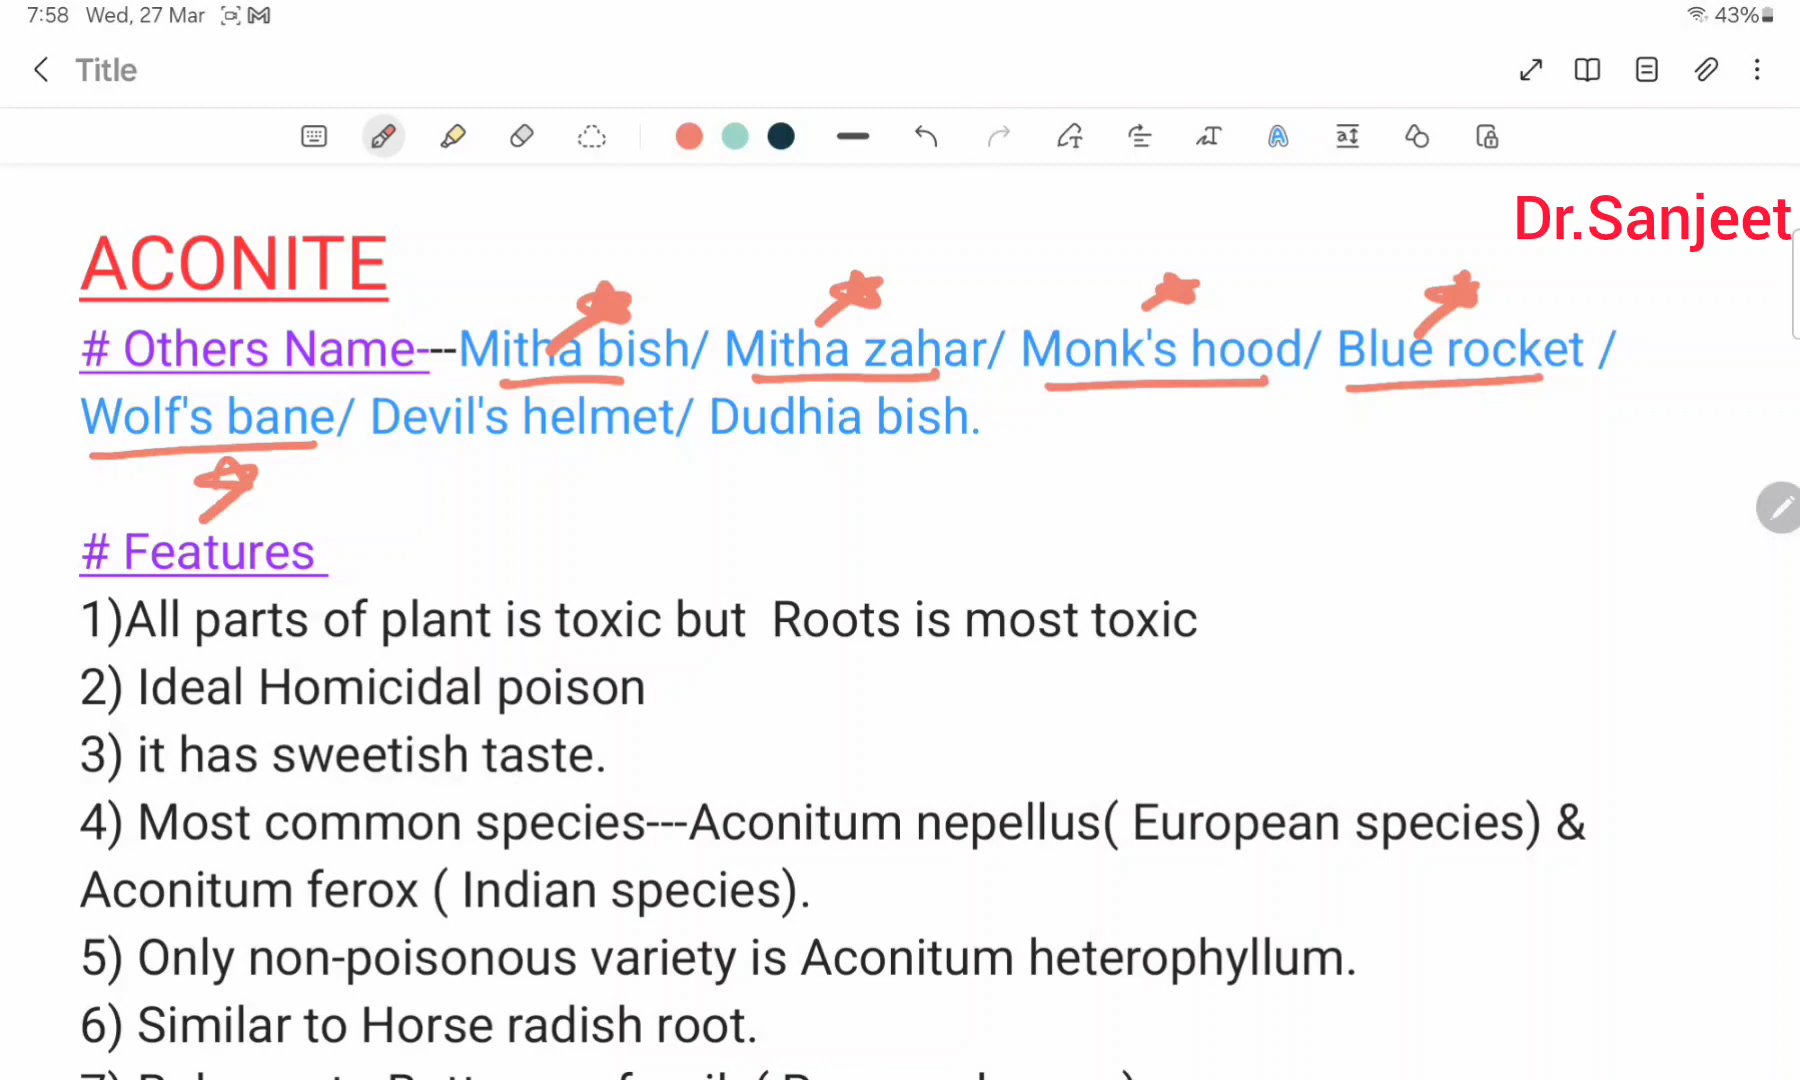 7:58 Wed, 27 Mar
43%
Title
Dr.Sanjeet
ACONITE
# Others Name---Mitha bish/ Mitha zahar/ Monk's hood/ Blue rocket /
Wolf's bane/ Devil's helmet/ Dudhia bish.
# Features
1)All parts of plant is toxic but Roots is most toxic
2) Ideal Homicidal poison
3) it has sweetish taste.
4) Most common species---Aconitum nepellus( European species) &
Aconitum ferox ( Indian species).
5) Only non-poisonous variety is Aconitum heterophyllum.
6) Similar to Horse radish root.